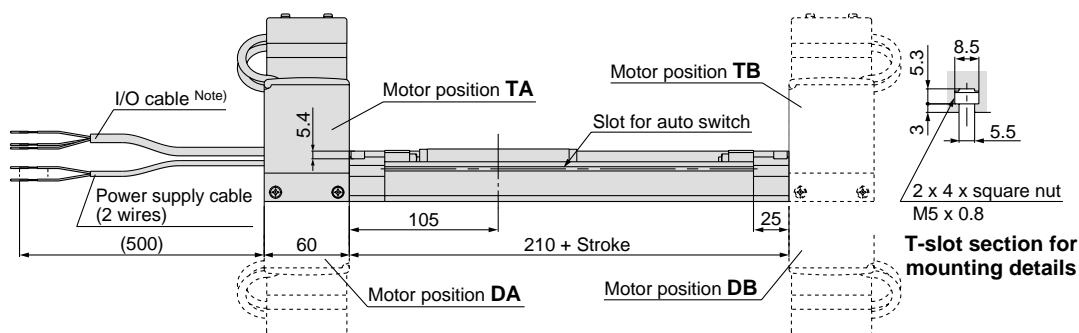 Motor position TA
Motor position TB
I/O cable Note)
5.4
Slot for auto switch
5.3
8.5
3
5.5
2 x 4 x square nut
M5 x 0.8
T-slot section for
mounting details
Power supply cable
(2 wires)
105
25
(500)
60
210 + Stroke
Motor position DA
Motor position DB